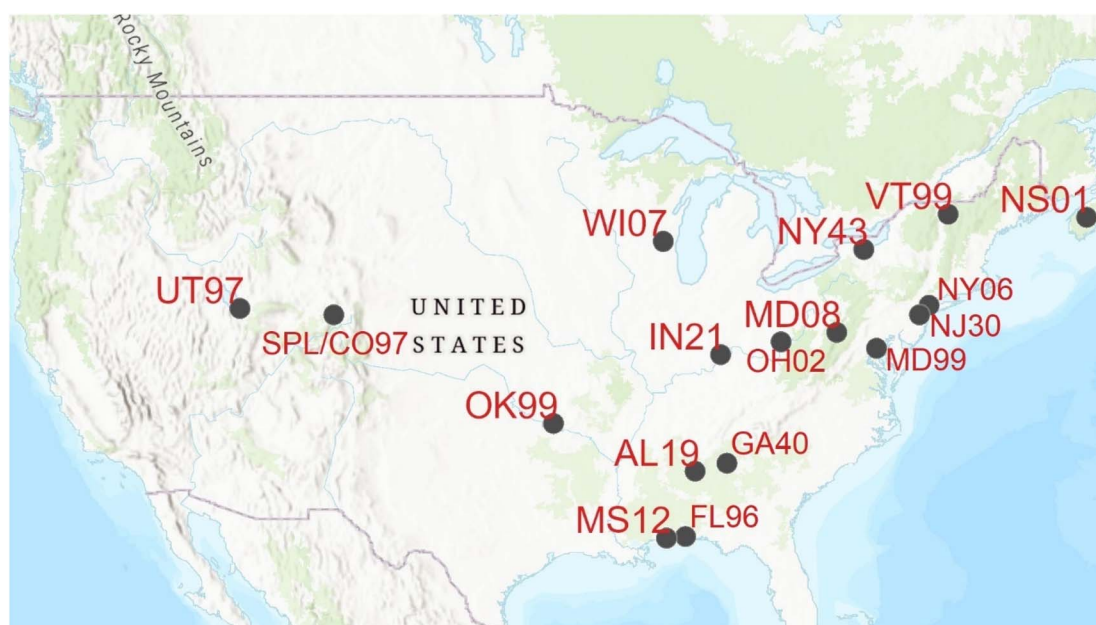 Rocky Mountains
VT99
NS01
WI07
NY43
UT97
NY06
UNITED
MD08
NJ30
SPL/CO97
STATES
IN21
OH02
MD99
OK99
AL19
GA40
MS12
FL96